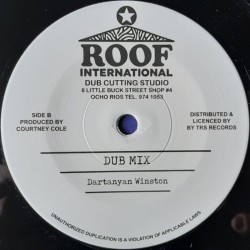 ROOF
INTERNATIONAL
DUB CUTTING STUDIO
6 LITTLE BUCK STREET SHOP #4
OCHO RIOS TEL. 974 1053
SIDE B
PRODUCED BY
COURTNEY COLE
DISTRIBUTED &
LICENCED BY
BY TRS RECORDS
DUB MIX
Dartanyan Winston
UNAUTHORIZED DUPLICATION IS A VIOLATION OF APPLICABLE LAWS